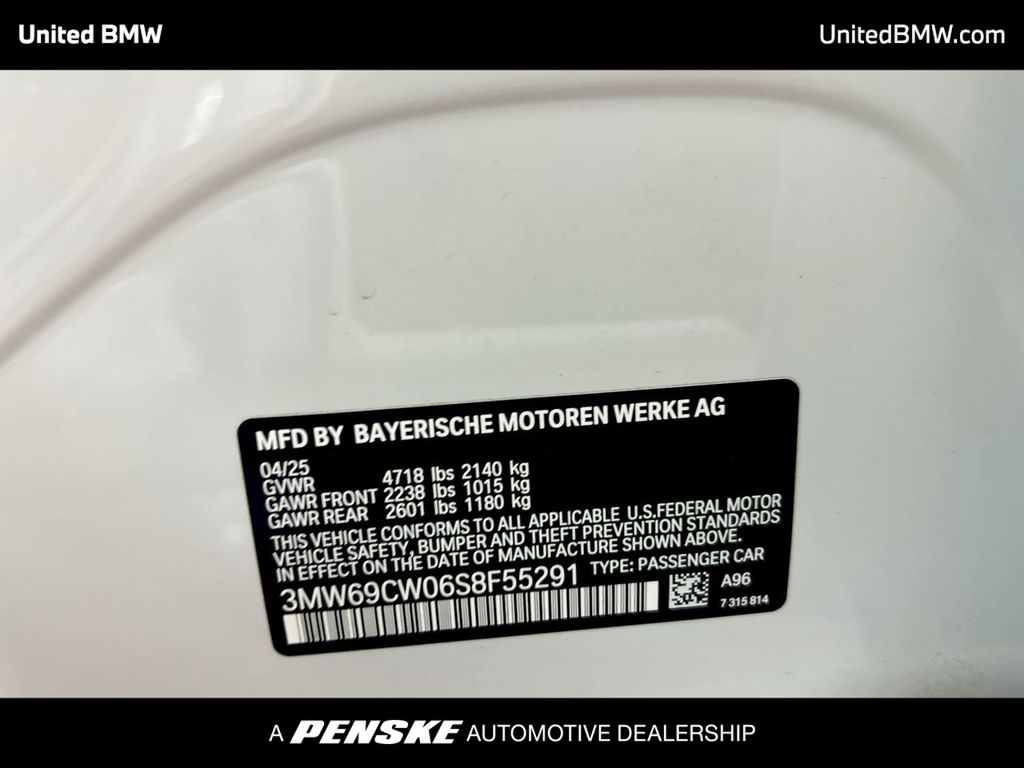 United BMW
UnitedBMW.com
MFD BY BAYERISCHE MOTOREN WERKE AG
04/25
GVWR 4718 lbs 2140 kg
GAWR FRONT 2238 lbs 1015 kg
GAWR REAR 2601 lbs 1180 kg
THIS VEHICLE CONFORMS TO ALL APPLICABLE U.S.FEDERAL MOTOR
VEHICLE SAFETY, BUMPER AND THEFT PREVENTION STANDARDS
IN EFFECT ON THE DATE OF MANUFACTURE SHOWN ABOVE.
3MW69CW06S8F55291 TYPE: PASSENGER CAR
A96
7 315 814
A PENSKE AUTOMOTIVE DEALERSHIP